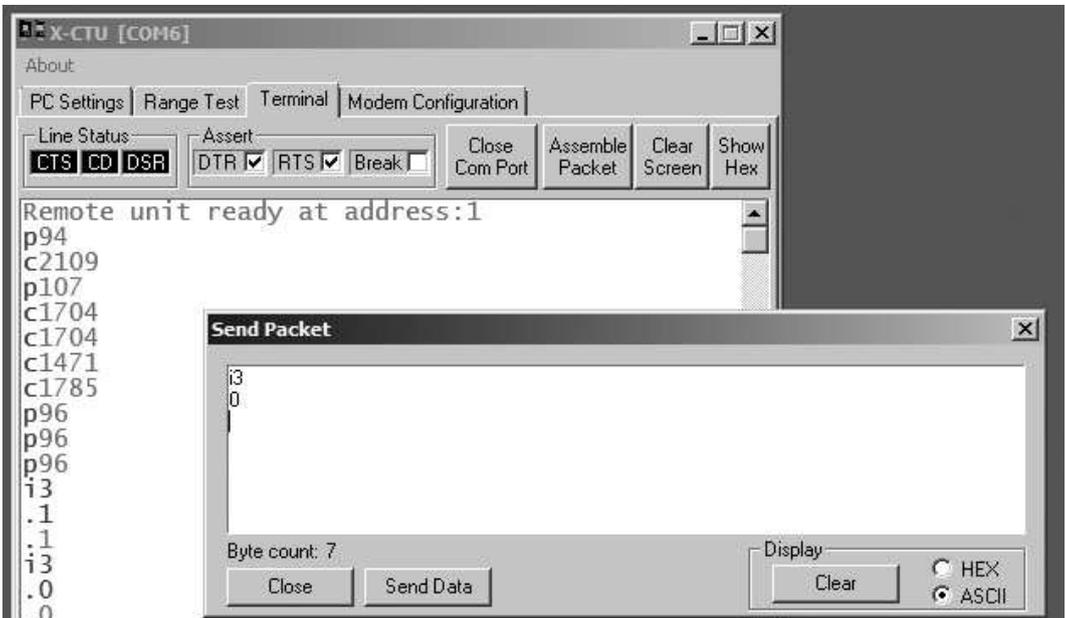 X-CTU [COM6]
About
PC Settings Range Test Terminal Modem Configuration
Line Status Assert
CTS CD DSR DTR RTS Break
Close Com Port
Assemble Packet
Clear Screen
Show Hex
Remote unit ready at address:1
p94
c2109
p107
c1704
c1704
c1471
c1785
p96
p96
p96
i3
.1
.1
i3
.0
.0
Send Packet
i3
0
Byte count: 7
Close Send Data
Display
Clear
HEX
ASCII